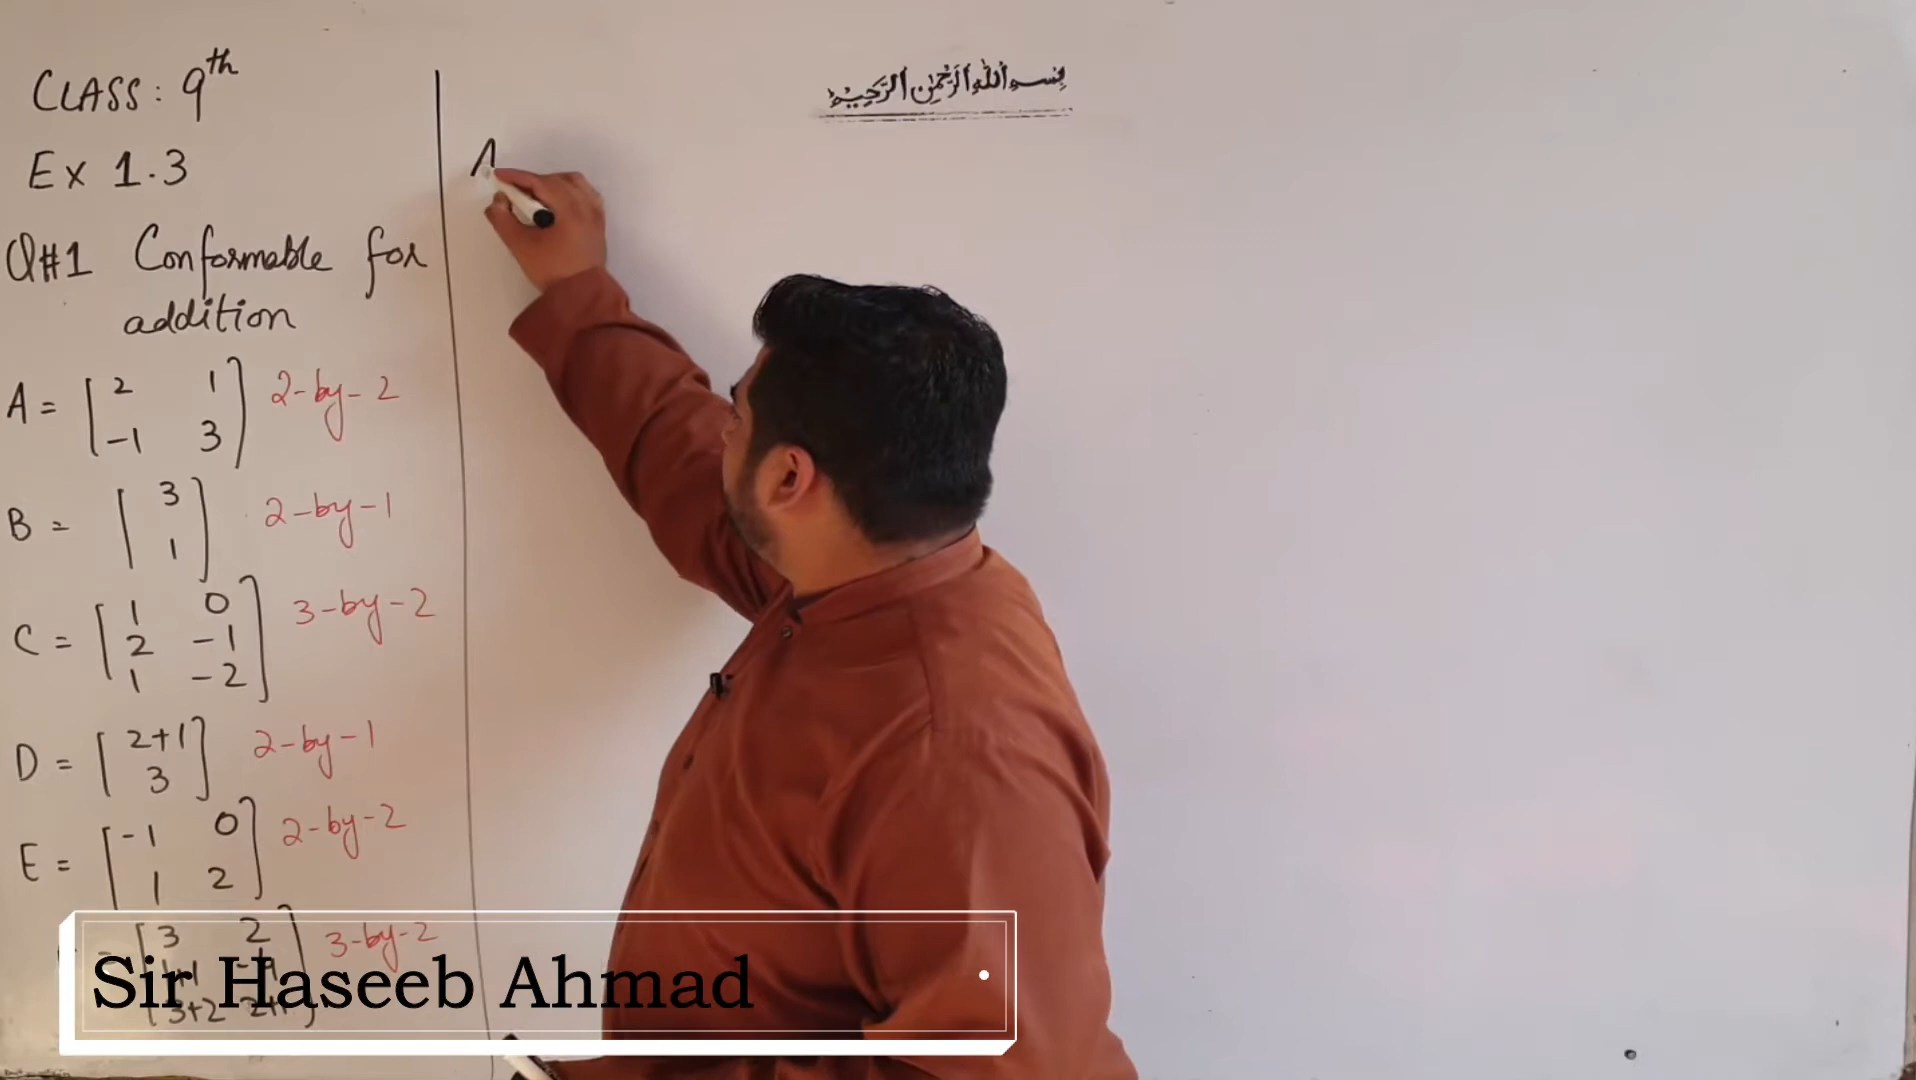 CLASS: 9th
Ex 1.3
Q#1 Conformable for
addition
A = [2 1
-1 3] 2-by-2
B = [3
1] 2-by-1
C = [1 0
2 -1
1 -2] 3-by-2
D = [2+1
3] 2-by-1
E = [-1 0
1 2] 2-by-2
= [3 2
1+1
3+2] 3-by-2
بسم الله الرحمن الرحيم
A
Sir Haseeb Ahmad